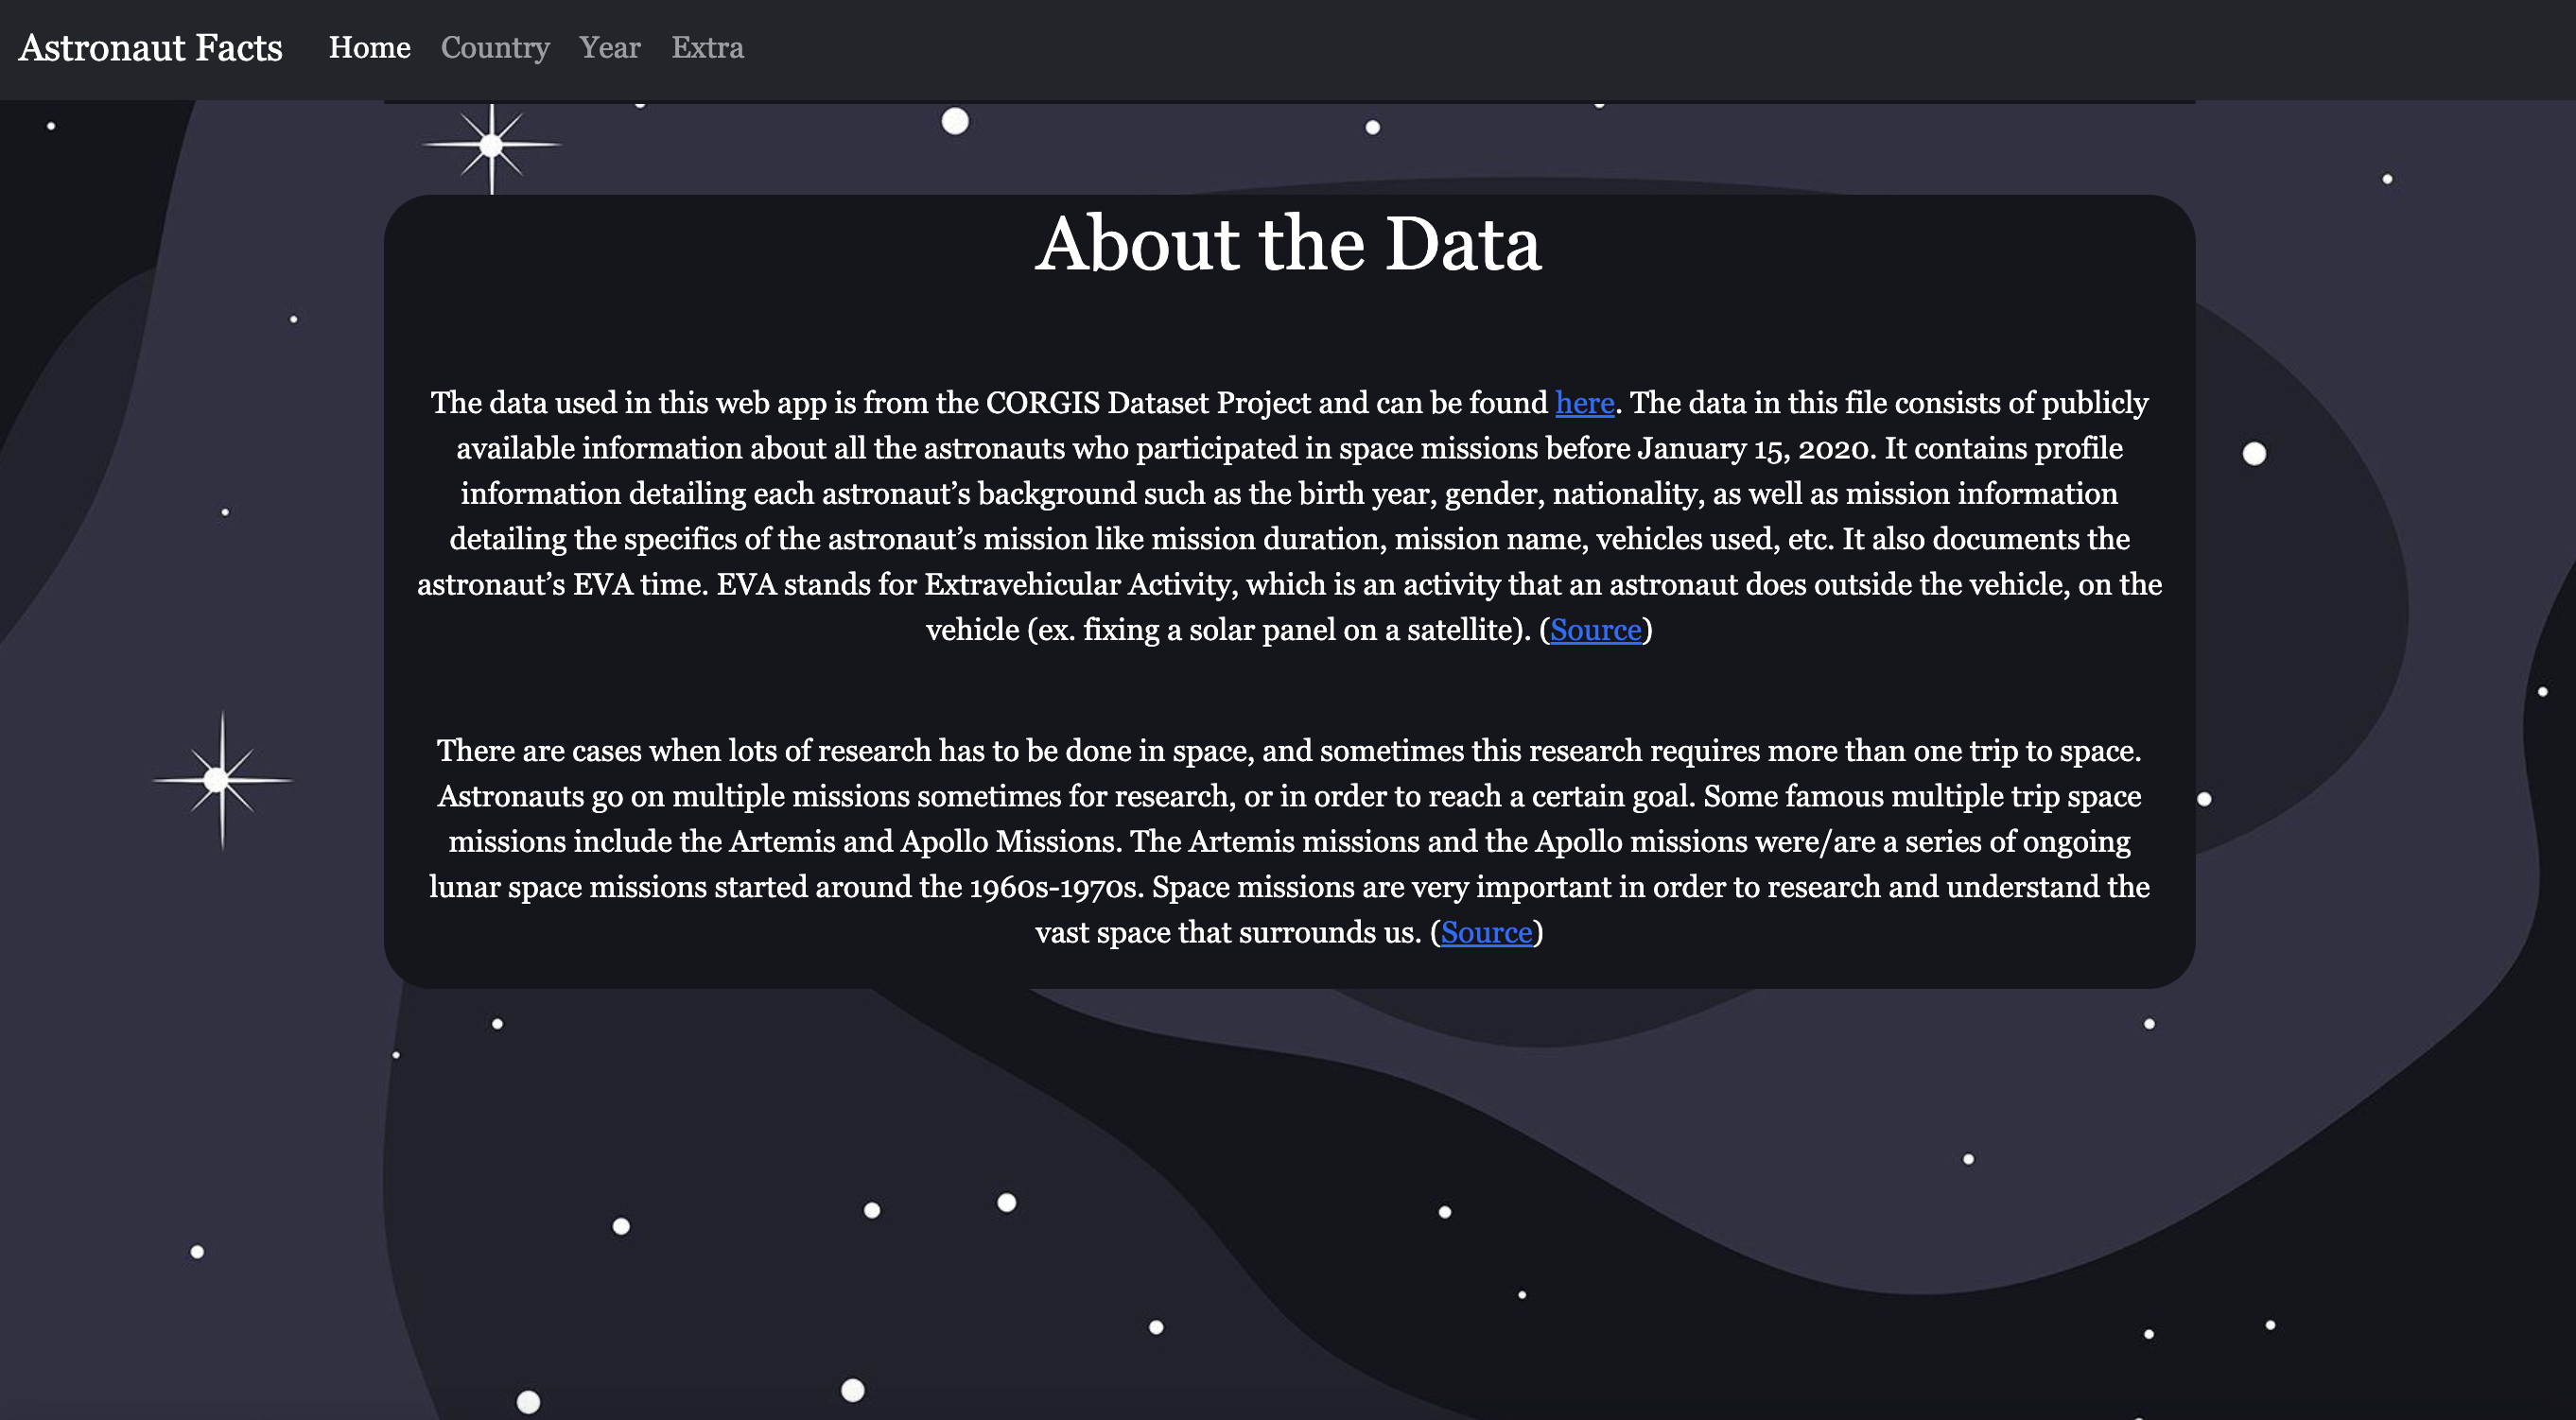 Astronaut Facts Home Country Year Extra
About the Data
The data used in this web app is from the CORGIS Dataset Project and can be found here. The data in this file consists of publicly
available information about all the astronauts who participated in space missions before January 15, 2020. It contains profile
information detailing each astronaut’s background such as the birth year, gender, nationality, as well as mission information
detailing the specifics of the astronaut’s mission like mission duration, mission name, vehicles used, etc. It also documents the
astronaut’s EVA time. EVA stands for Extravehicular Activity, which is an activity that an astronaut does outside the vehicle, on the
vehicle (ex. fixing a solar panel on a satellite). (Source)
There are cases when lots of research has to be done in space, and sometimes this research requires more than one trip to space.
Astronauts go on multiple missions sometimes for research, or in order to reach a certain goal. Some famous multiple trip space
missions include the Artemis and Apollo Missions. The Artemis missions and the Apollo missions were/are a series of ongoing
lunar space missions started around the 1960s-1970s. Space missions are very important in order to research and understand the
vast space that surrounds us. (Source)